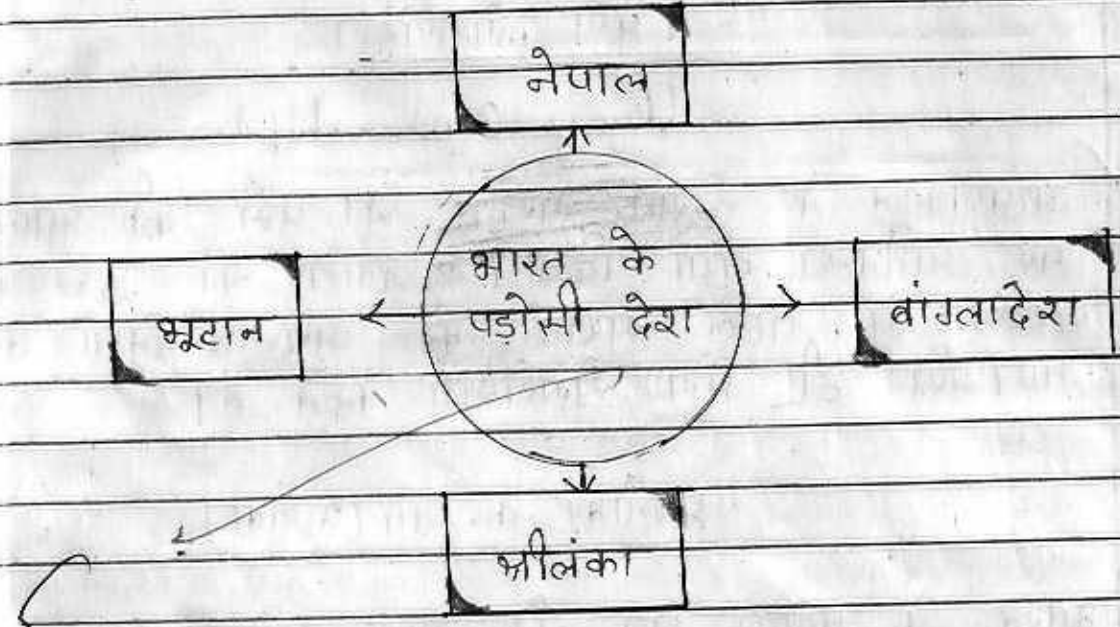 नेपाल
भारत के
पड़ोसी देश
भूटान
बांग्लादेश
श्रीलंका